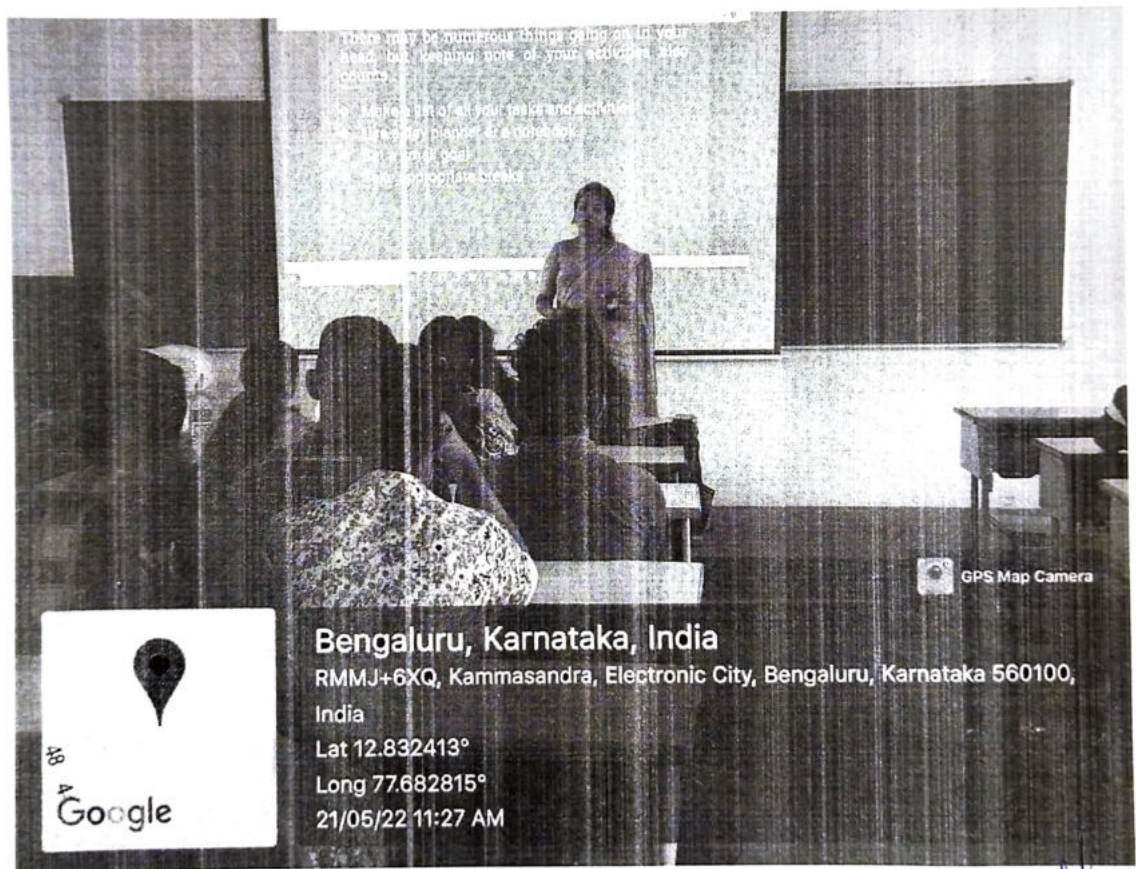 There may be numerous things going on in your
head, but keeping note of your activities also
counts.
Make a list of all your tasks and activities
Use a day planner or a notebook
goal
Take appropriate breaks
GPS Map Camera
Bengaluru, Karnataka, India
RMMJ+6XQ, Kammasandra, Electronic City, Bengaluru, Karnataka 560100,
India
Lat 12.832413°
Long 77.682815°
21/05/22 11:27 AM
48
4
Google